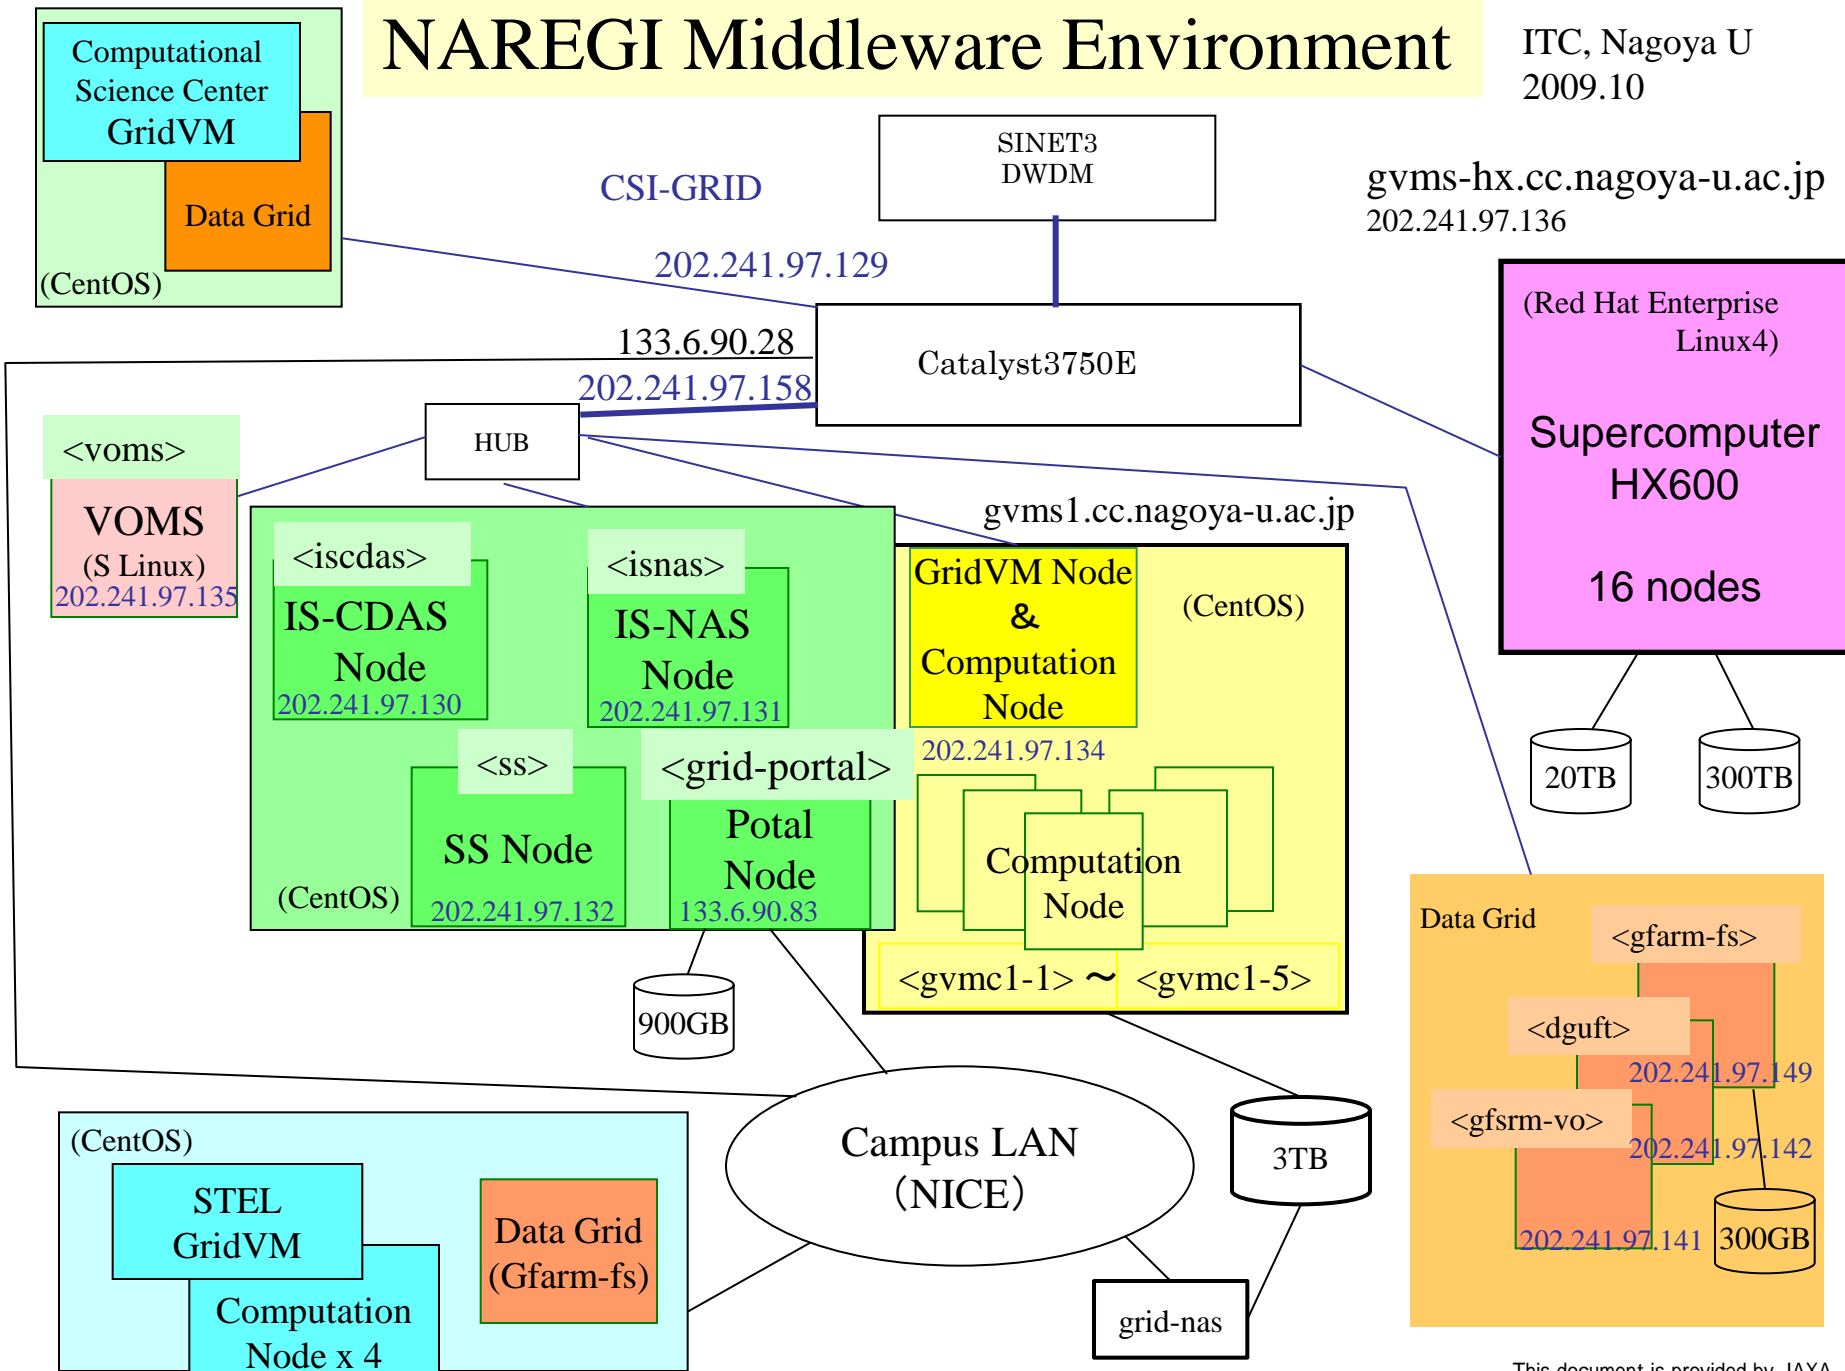 NAREGI Middleware Environment
ITC, Nagoya U
2009.10
Computational
Science Center
GridVM
Data Grid
(CentOS)
SINET3
DWDM
CSI-GRID
202.241.97.129
gvms-hx.cc.nagoya-u.ac.jp
202.241.97.136
133.6.90.28
202.241.97.158
Catalyst3750E
(Red Hat Enterprise
Linux4)
Supercomputer
HX600
16 nodes
20TB
300TB
HUB
<voms>
VOMS
(S Linux)
202.241.97.135
<iscdas>
IS-CDAS
Node
202.241.97.130
<isnas>
IS-NAS
Node
202.241.97.131
<ss>
SS Node
202.241.97.132
<grid-portal>
Potal
Node
133.6.90.83
(CentOS)
900GB
gvms1.cc.nagoya-u.ac.jp
GridVM Node
&
Computation
Node
(CentOS)
202.241.97.134
Computation
Node
<gvmc1-1> ～ <gvmc1-5>
Data Grid
<gfarm-fs>
202.241.97.149
<dguft>
202.241.97.142
<gfsrm-vo>
202.241.97.141
300GB
Campus LAN
（NICE）
3TB
grid-nas
(CentOS)
STEL
GridVM
Computation
Node x 4
Data Grid
(Gfarm-fs)
This document is provided by JAXA